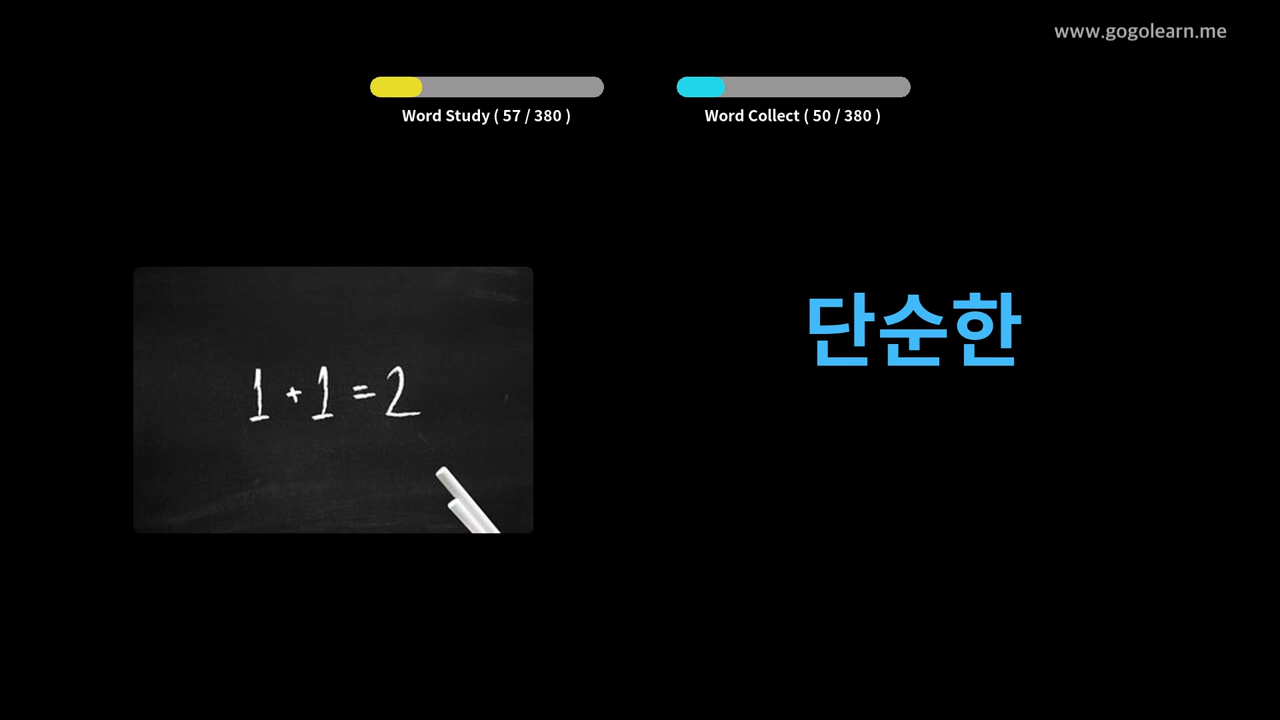 www.gogolearn.me
Word Study ( 57 / 380 )
Word Collect ( 50 / 380 )
1 + 1 = 2
단순한